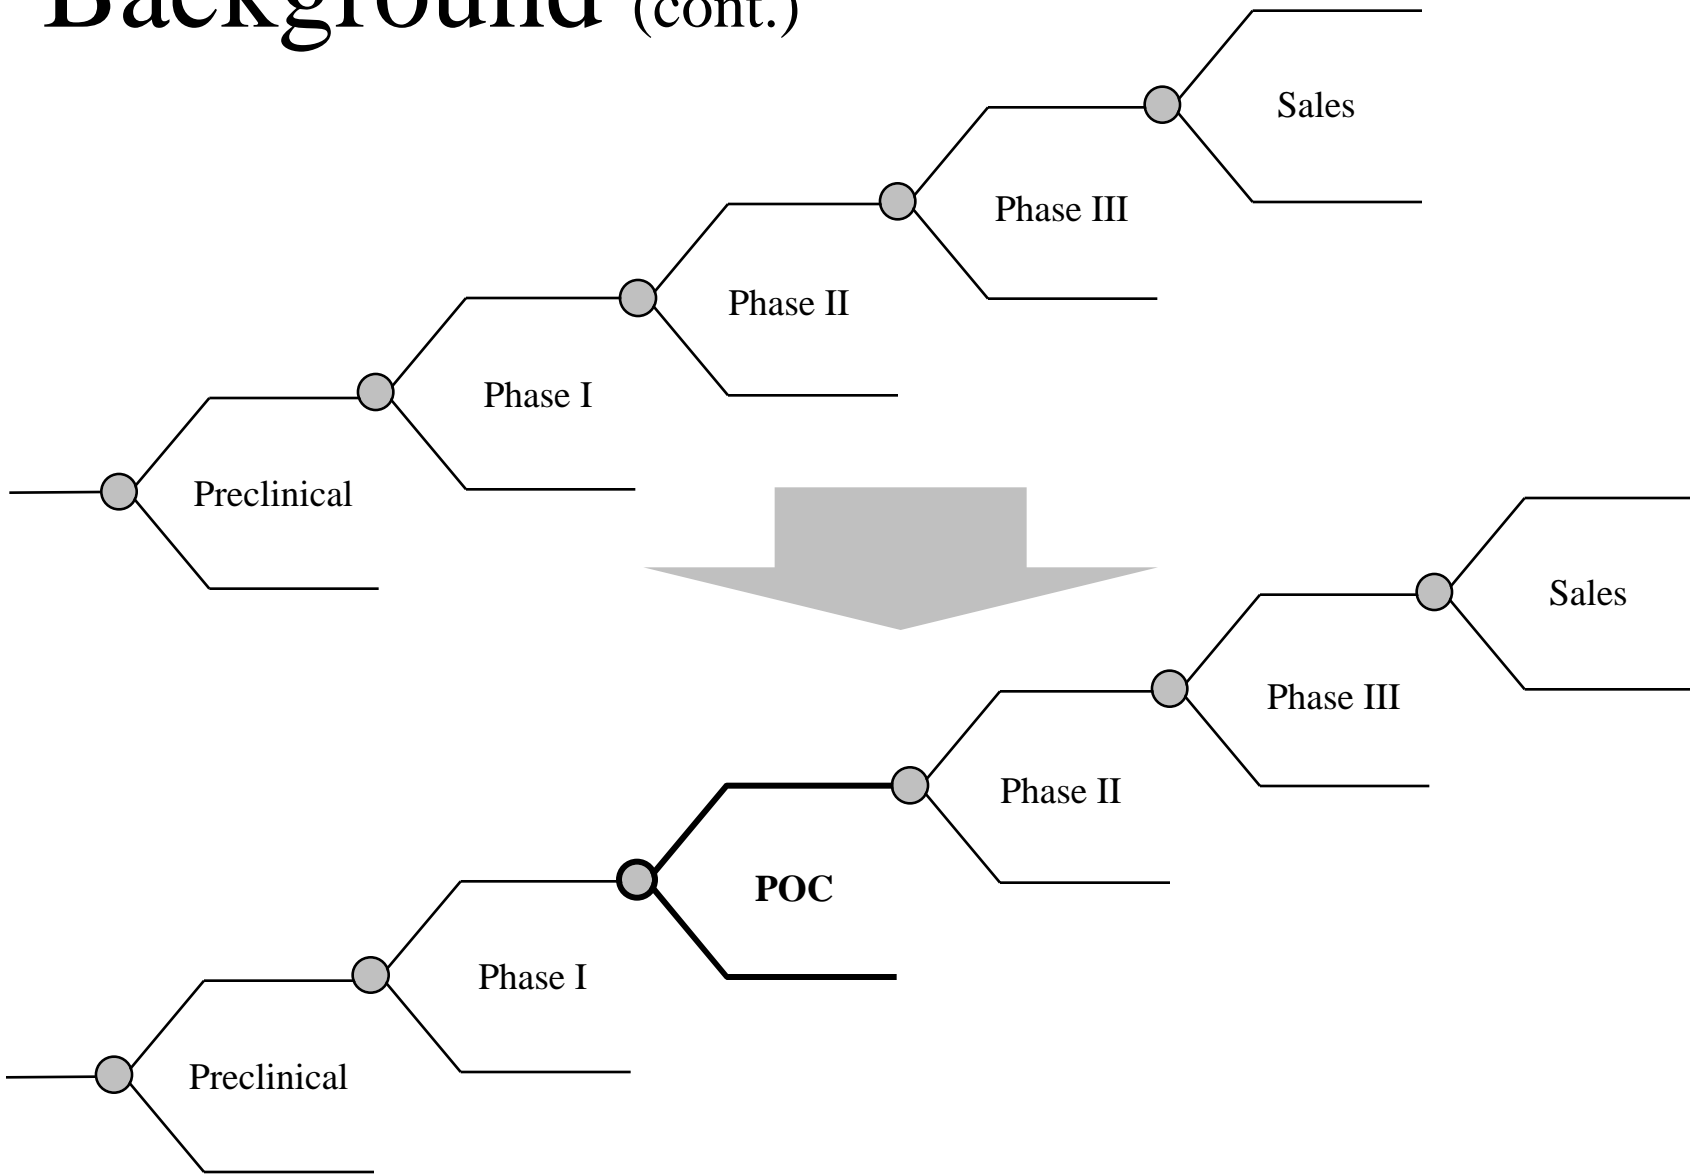 Background (cont.)
Sales
Phase III
Phase II
Phase I
Preclinical
Sales
Phase III
Phase II
POC
Phase I
Preclinical